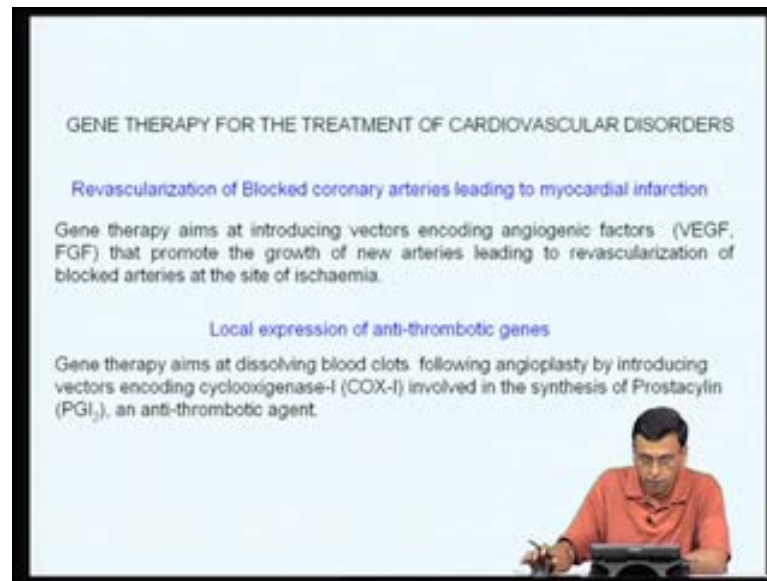 GENE THERAPY FOR THE TREATMENT OF CARDIOVASCULAR DISORDERS
Revascularization of Blocked coronary arteries leading to myocardial infarction
Gene therapy aims at introducing vectors encoding angiogenic factors (VEGF,
FGF) that promote the growth of new arteries leading to revascularization of
blocked arteries at the site of ischaemia.
Local expression of anti-thrombotic genes
Gene therapy aims at dissolving blood clots following angioplasty by introducing
vectors encoding cyclooxigenase-I (COX-I) involved in the synthesis of Prostacylin
(PGI₂), an anti-thrombotic agent.